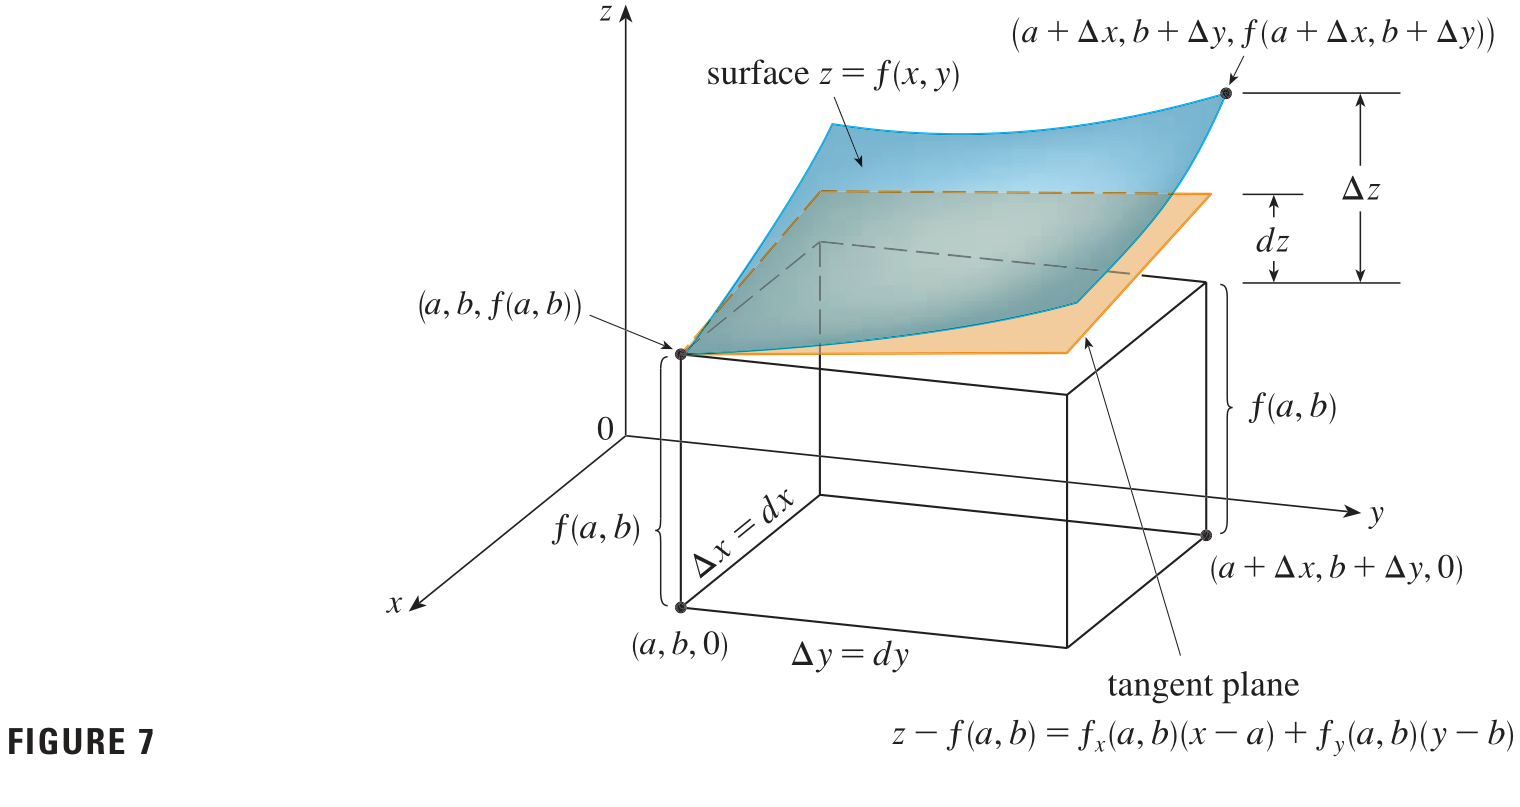 z
(a + Δx, b + Δy, f(a + Δx, b + Δy))
surface z = f(x, y)
Δz
dz
(a, b, f(a, b))
f(a, b)
0
y
f(a, b)
Δx = dx
(a + Δx, b + Δy, 0)
x
(a, b, 0)
Δy = dy
tangent plane
z − f(a, b) = fₓ(a, b)(x − a) + f_y(a, b)(y − b)
FIGURE 7